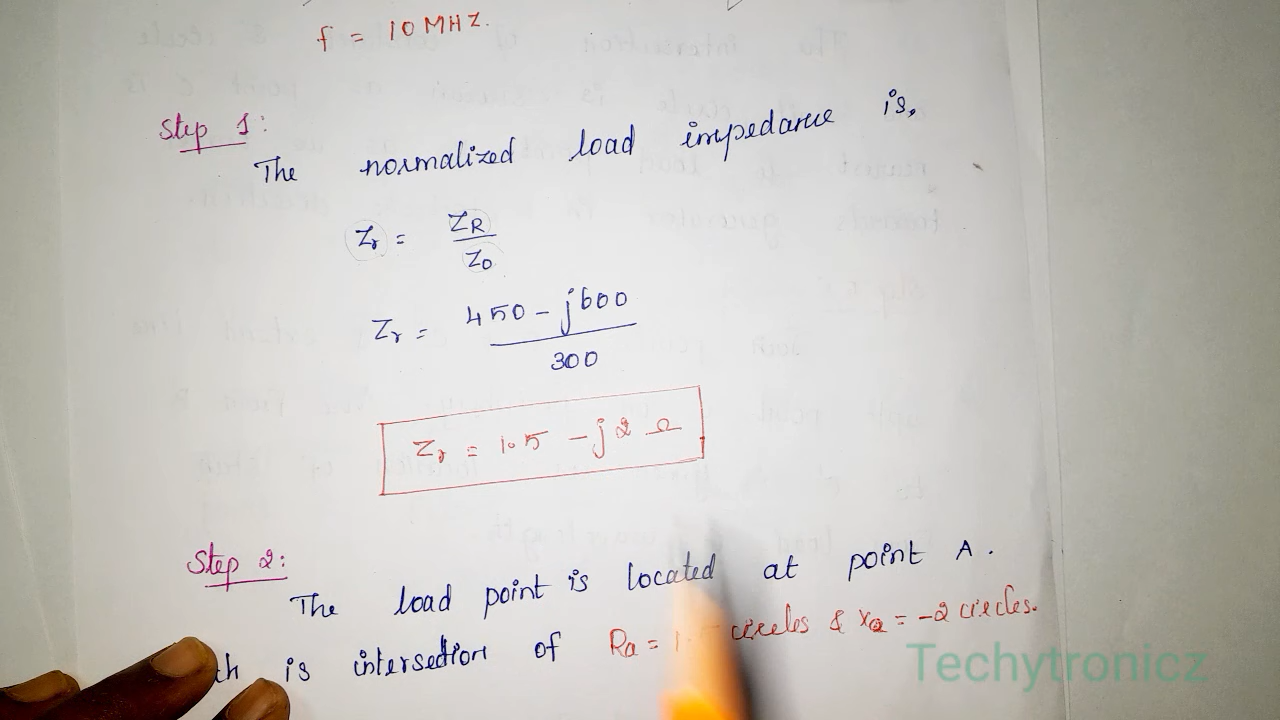 f = 10 MHZ.
Step 1:
The normalized load impedance is,
Zr = ZR / Z0
Zr = 450 - j600 / 300
Zr = 1.5 - j2 Ω
Step 2:
The load point is located at point A.
is intersection of Ra = circles & Xa = -2 circles.
Techytronicz